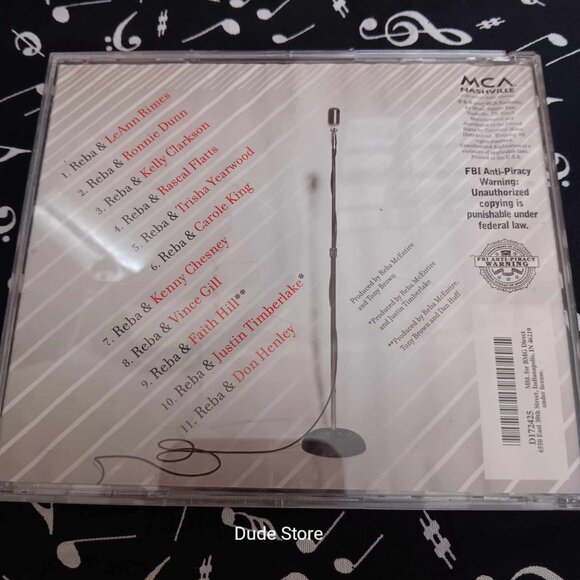 1. Reba & LeAnn Rimes
2. Reba & Ronnie Dunn
3. Reba & Kelly Clarkson
4. Reba & Rascal Flatts
5. Reba & Trisha Yearwood
6. Reba & Carole King
7. Reba & Kenny Chesney
8. Reba & Vince Gill
9. Reba & Faith Hill**
10. Reba & Justin Timberlake*
11. Reba & Don Henley
Produced by Reba McEntire
and Tony Brown
*Produced by Reba McEntire
and Justin Timberlake
**Produced by Reba McEntire,
Tony Brown and Dan Huff
MCA
NASHVILLE
Printed in the U.S.A.
FBI Anti-Piracy
Warning:
Unauthorized
copying is
punishable under
federal law.
FBI ANTI-PIRACY
WARNING
D172425
Mfd. for BMG Direct
6550 East 30th Street, Indianapolis, IN 46219
under license.
Dude Store